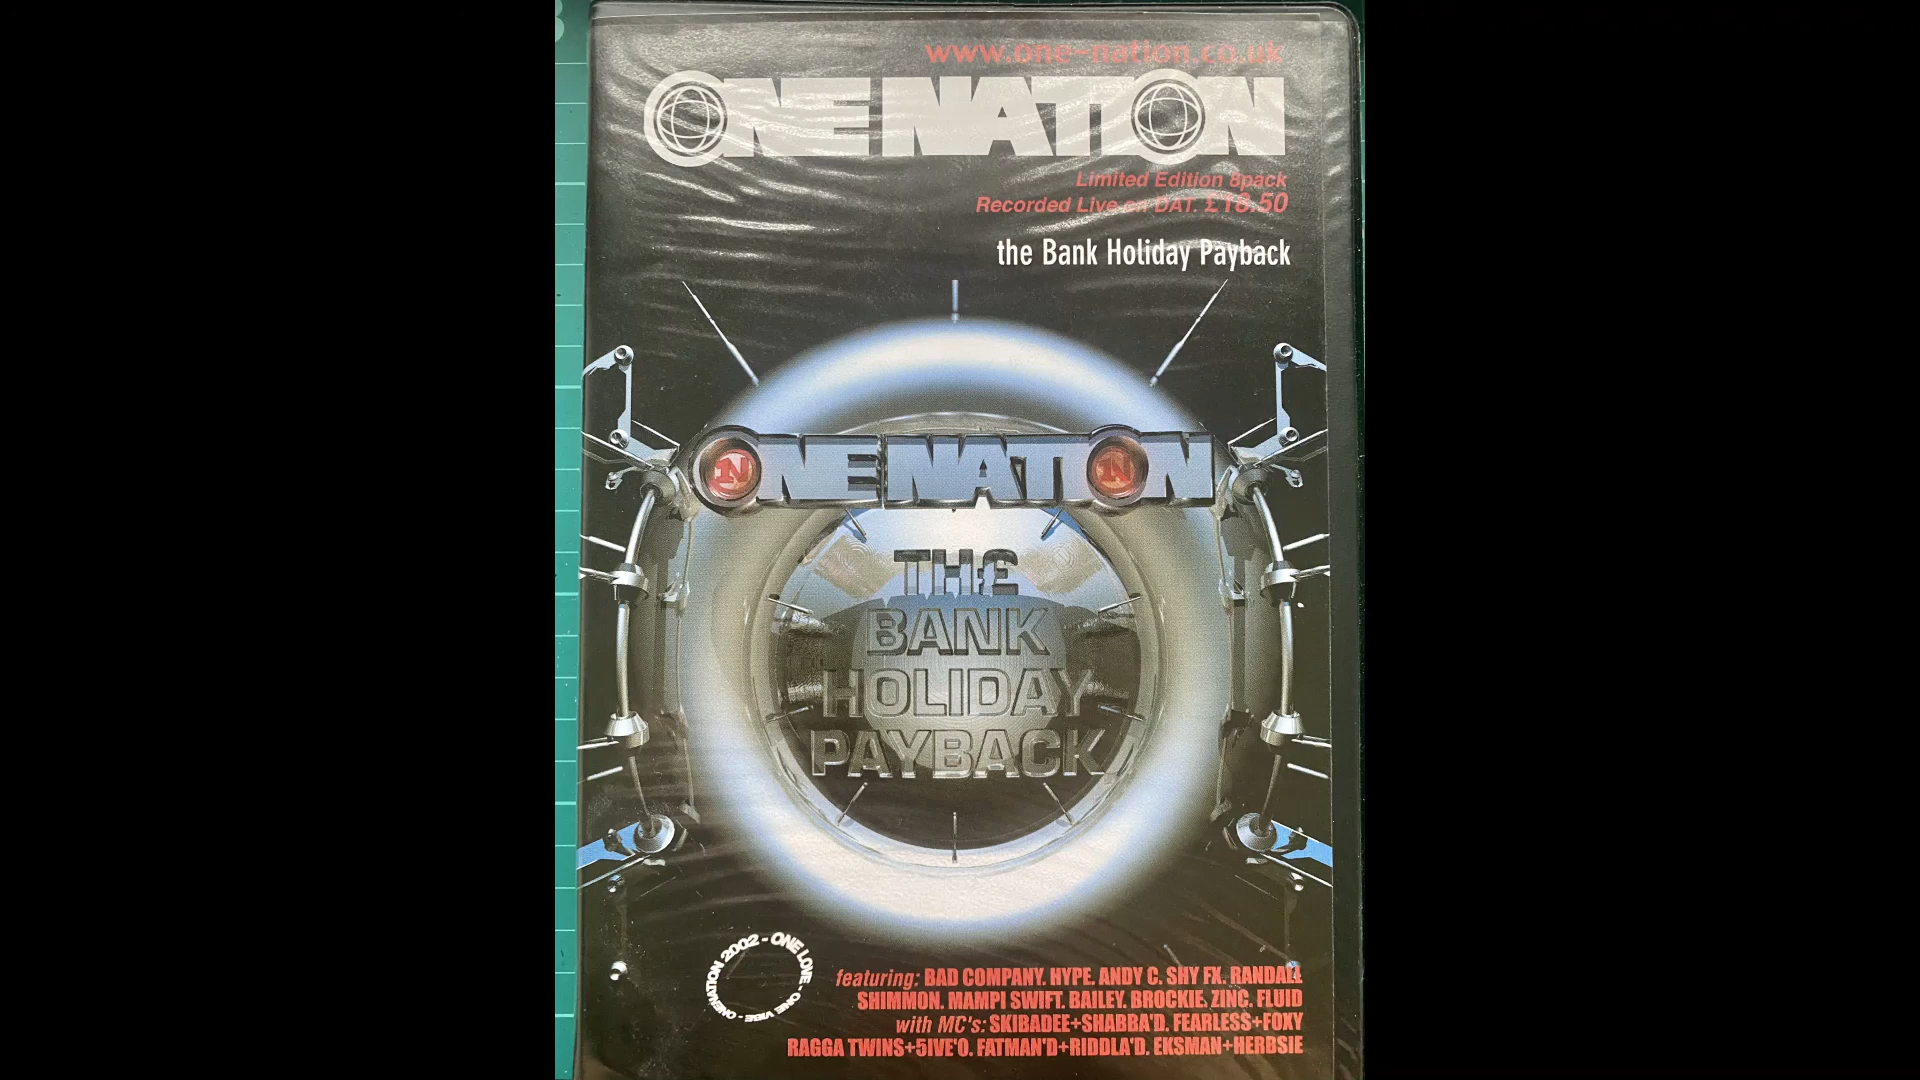 www.one-nation.co.uk
ONE NATION
Limited Edition 8pack
Recorded Live on DAT. £18.50
the Bank Holiday Payback
ONE NATION
TH£
BANK
HOLIDAY
PAYBACK
ONENATION 2002 - ONE LOVE - ONE VIBE -
featuring: BAD COMPANY. HYPE. ANDY C. SHY FX. RANDALL
SHIMMON. MAMPI SWIFT. BAILEY. BROCKIE. ZINC. FLUID
with MC's: SKIBADEE+SHABBA'D. FEARLESS+FOXY
RAGGA TWINS+5IVE'O. FATMAN'D+RIDDLA'D. EKSMAN+HERBSIE